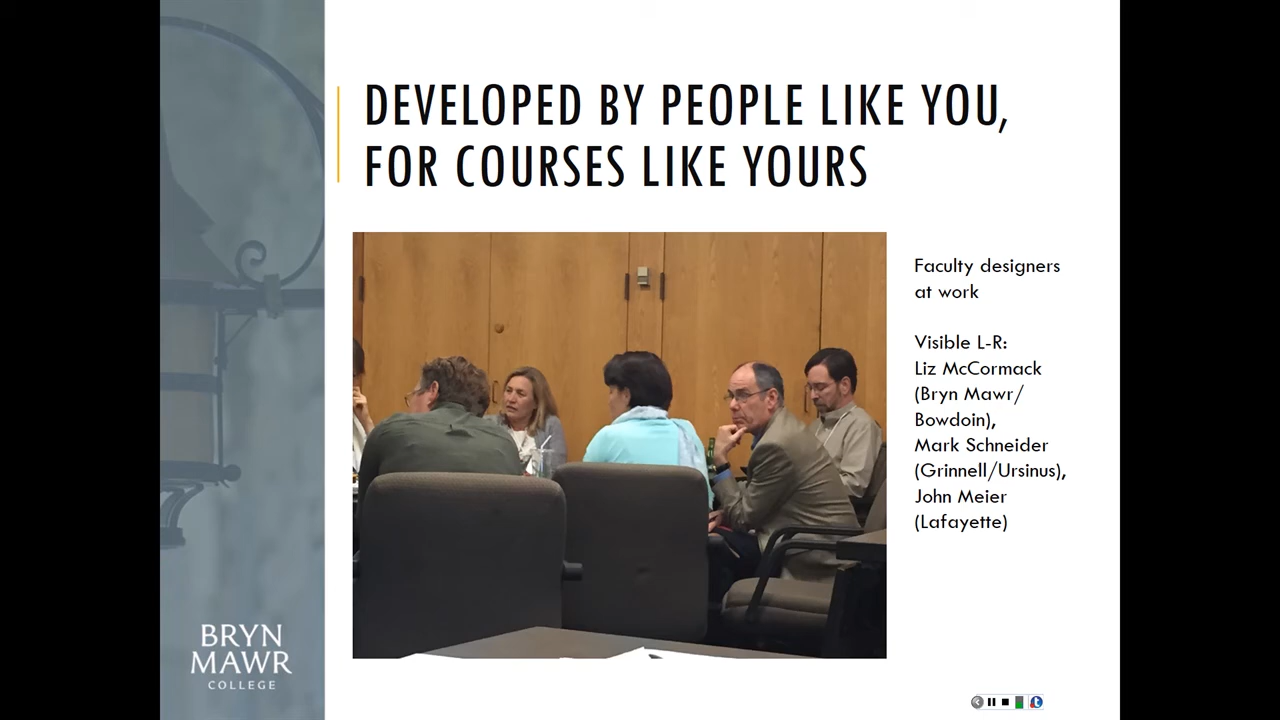 DEVELOPED BY PEOPLE LIKE YOU,
FOR COURSES LIKE YOURS
Faculty designers
at work
Visible L-R:
Liz McCormack
(Bryn Mawr/
Bowdoin),
Mark Schneider
(Grinnell/Ursinus),
John Meier
(Lafayette)
BRYN
MAWR
COLLEGE